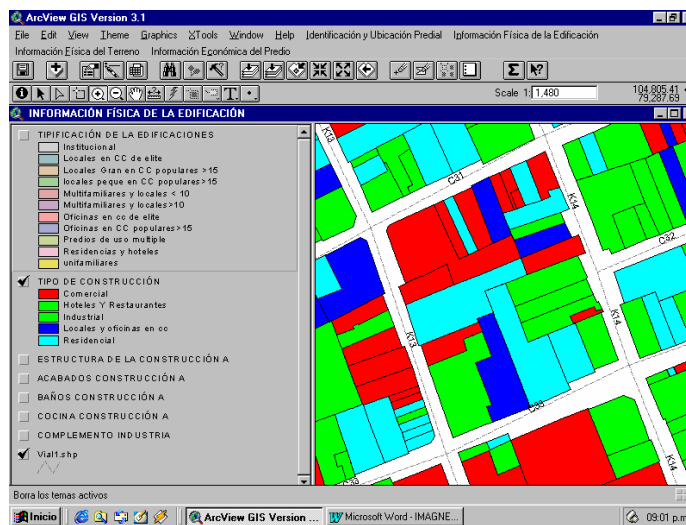 ArcView GIS Version 3.1
File Edit View Theme Graphics XTools Window Help Identificación y Ubicación Predial Información Física de la Edificación
Información Física del Terreno Información Económica del Predio
Scale 1: 1,480
104,805.41
79,287.69
INFORMACIÓN FÍSICA DE LA EDIFICACIÓN
TIPIFICACIÓN DE LA EDIFICACIONES
Institucional
Locales en CC de elite
Locales Gran en CC populares >15
locales peque en CC populares>15
Multifamiliares y locales < 10
Multifamiliares y locales>10
Oficinas en cc de elite
Oficinas en CC populares>15
Predios de uso multiple
Residencias y hoteles
unifamiliares
TIPO DE CONSTRUCCIÓN
Comercial
Hoteles Y Restaurantes
Industrial
Locales y oficinas en cc
Residencial
ESTRUCTURA DE LA CONSTRUCCIÓN A
ACABADOS CONSTRUCCIÓN A
BAÑOS CONSTRUCCIÓN A
COCINA CONSTRUCCIÓN A
COMPLEMENTO INDUSTRIA
Vial1.shp
K13
C31
K14
C32
K13
K14
C33
C33
K14
Borra los temas activos
Inicio
ArcView GIS Version ...
Microsoft Word - IMAGNE...
09:01 p.m.